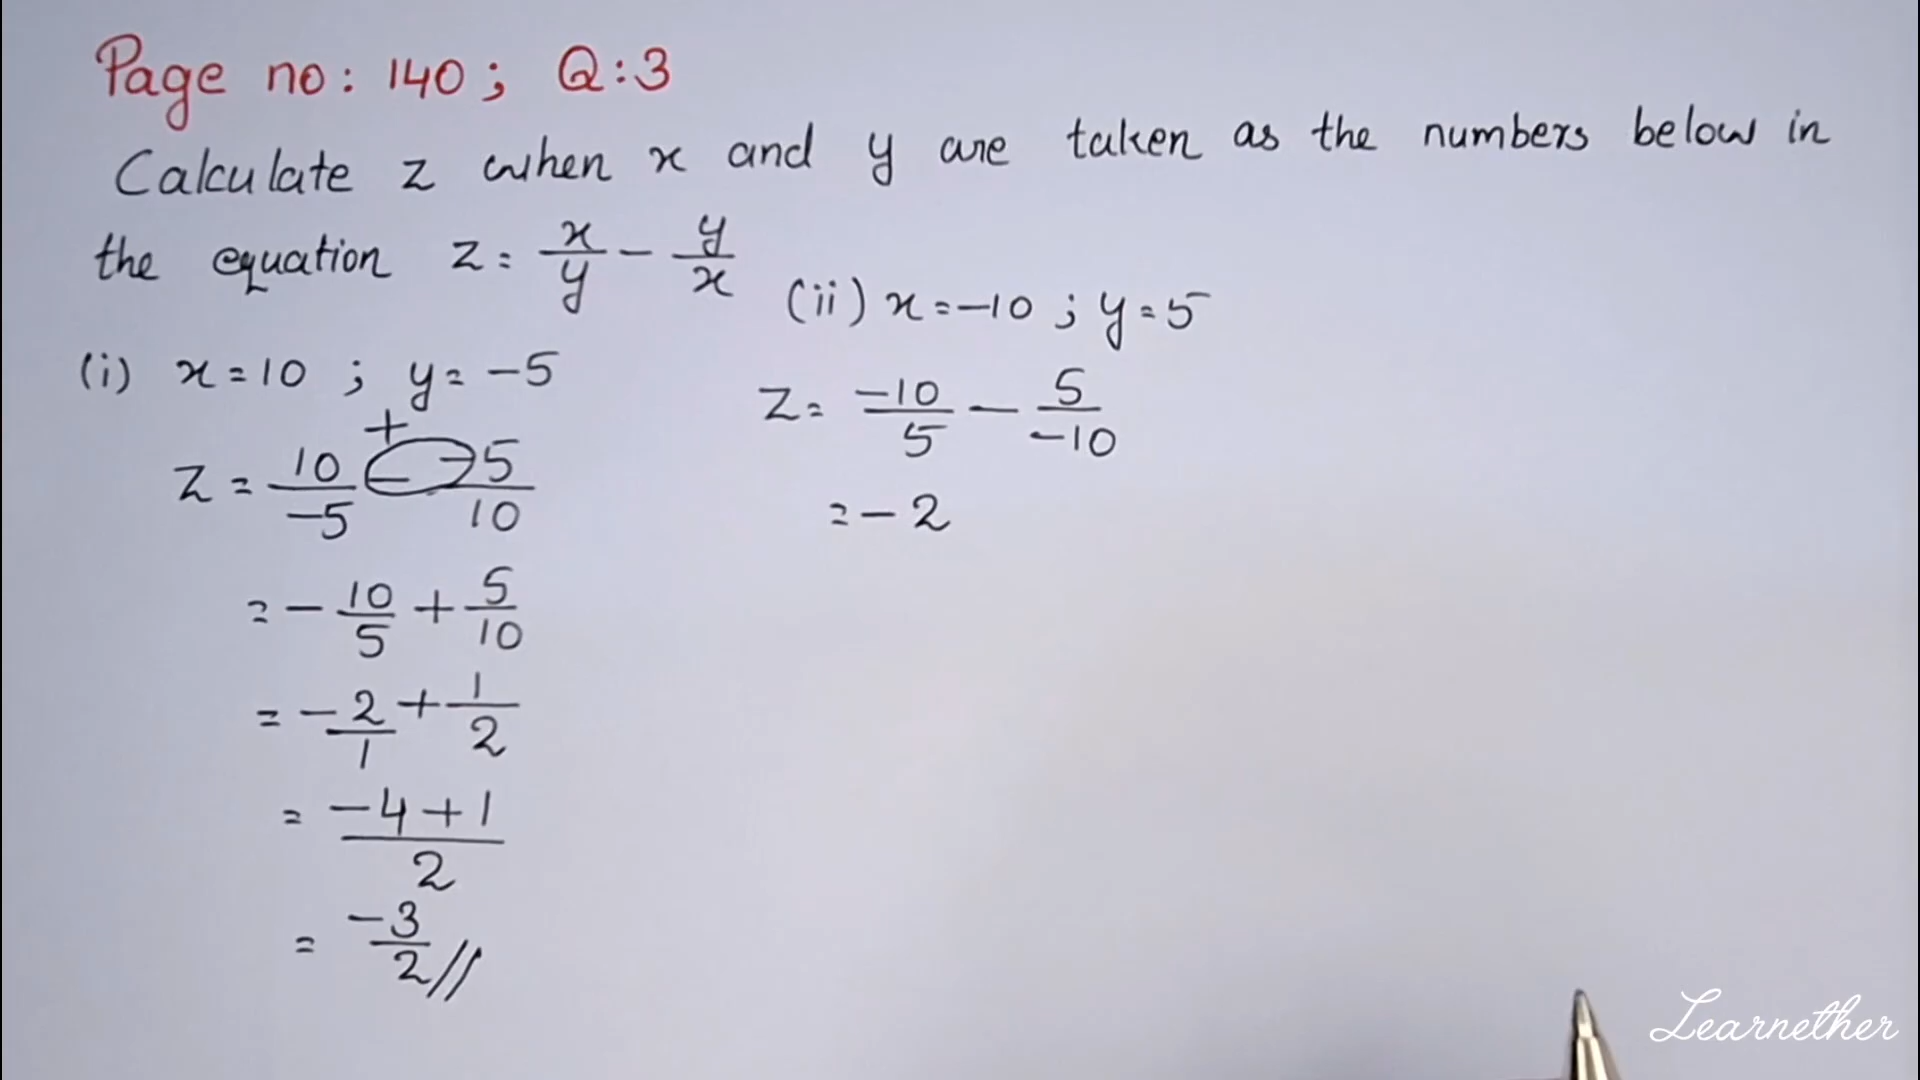 Page no: 140; Q:3
Calculate z when x and y are taken as the numbers below in
the equation z = x/y - y/x
(i) x = 10 ; y = -5
z = 10/-5 - -5/10
+
= - 10/5 + 5/10
= -2/1 + 1/2
= -4+1/2
= -3/2 //
(ii) x = -10 ; y = 5
z = -10/5 - 5/-10
= -2
Learnether